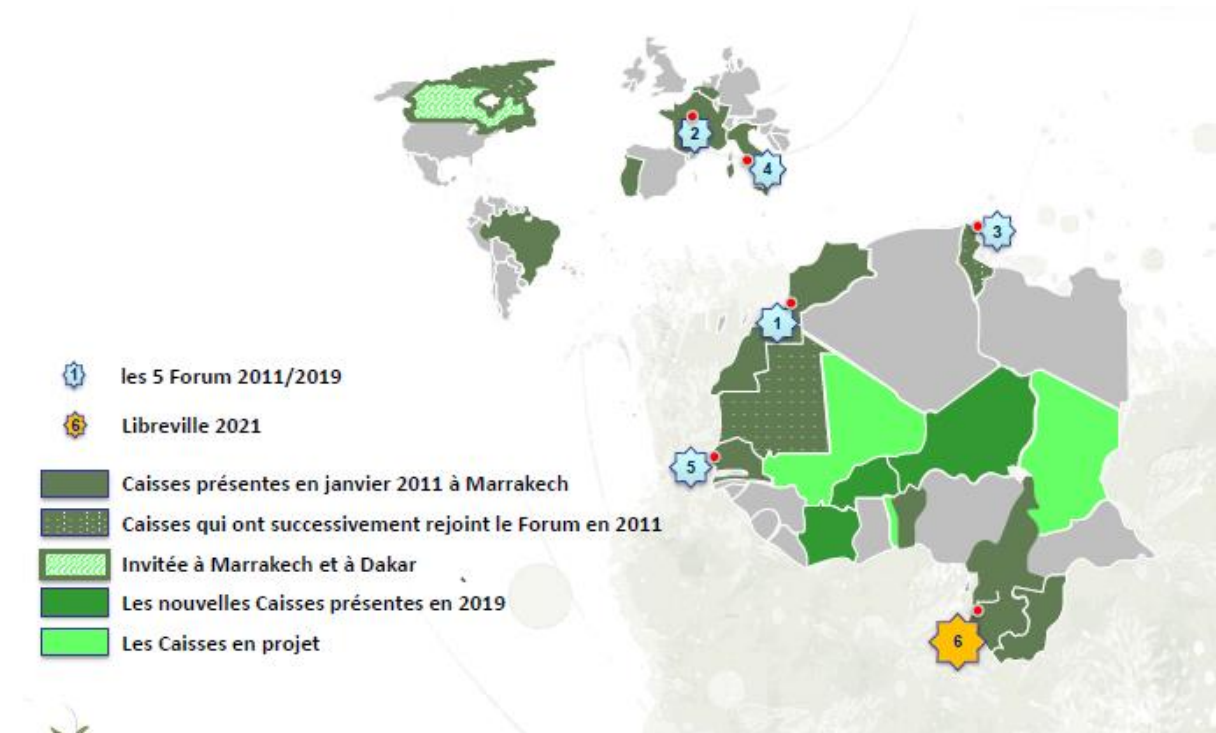 2
4
3
1
1 les 5 Forum 2011/2019
6 Libreville 2021
5
Caisses présentes en janvier 2011 à Marrakech
Caisses qui ont successivement rejoint le Forum en 2011
Invitée à Marrakech et à Dakar
Les nouvelles Caisses présentes en 2019
Les Caisses en projet
6